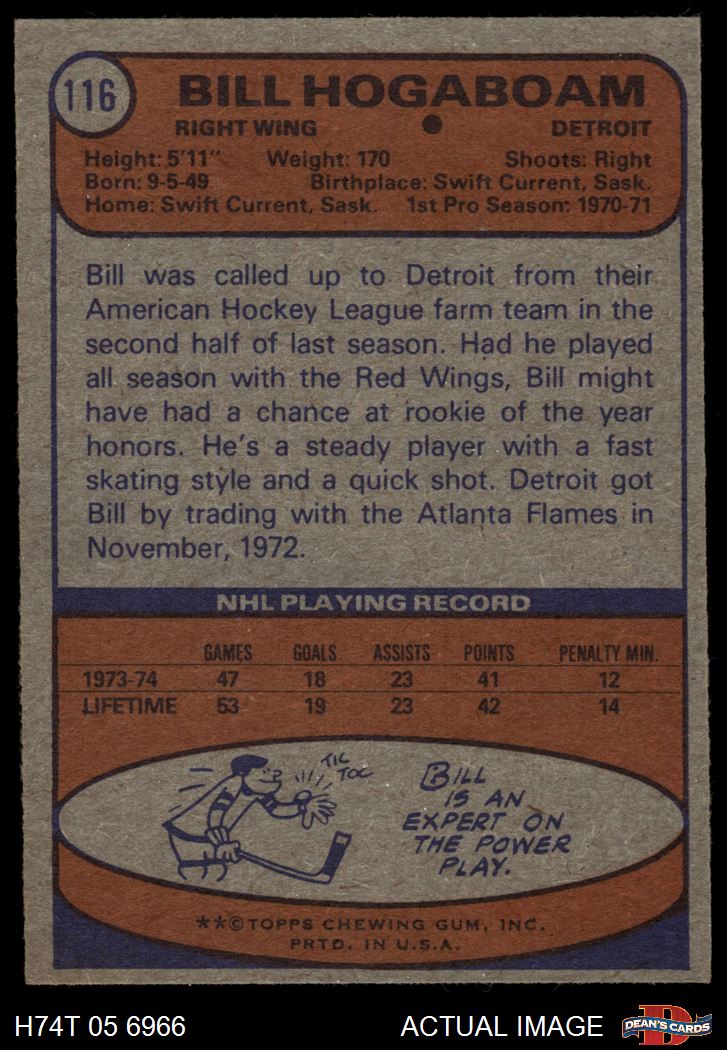 116
BILL HOGABOAM
RIGHT WING DETROIT
Height: 5'11" Weight: 170 Shoots: Right
Born: 9-5-49 Birthplace: Swift Current, Sask.
Home: Swift Current, Sask. 1st Pro Season: 1970-71
Bill was called up to Detroit from their
American Hockey League farm team in the
second half of last season. Had he played
all season with the Red Wings, Bill might
have had a chance at rookie of the year
honors. He's a steady player with a fast
skating style and a quick shot. Detroit got
Bill by trading with the Atlanta Flames in
November, 1972.
NHL PLAYING RECORD
GAMES GOALS ASSISTS POINTS PENALTY MIN.
1973-74 47 18 23 41 12
LIFETIME 53 19 23 42 14
TIC
TOC
BILL
IS AN
EXPERT ON
THE POWER
PLAY.
**©TOPPS CHEWING GUM, INC.
PRTD. IN U.S.A.
H74T 05 6966 ACTUAL IMAGE
D
DEAN'S CARDS